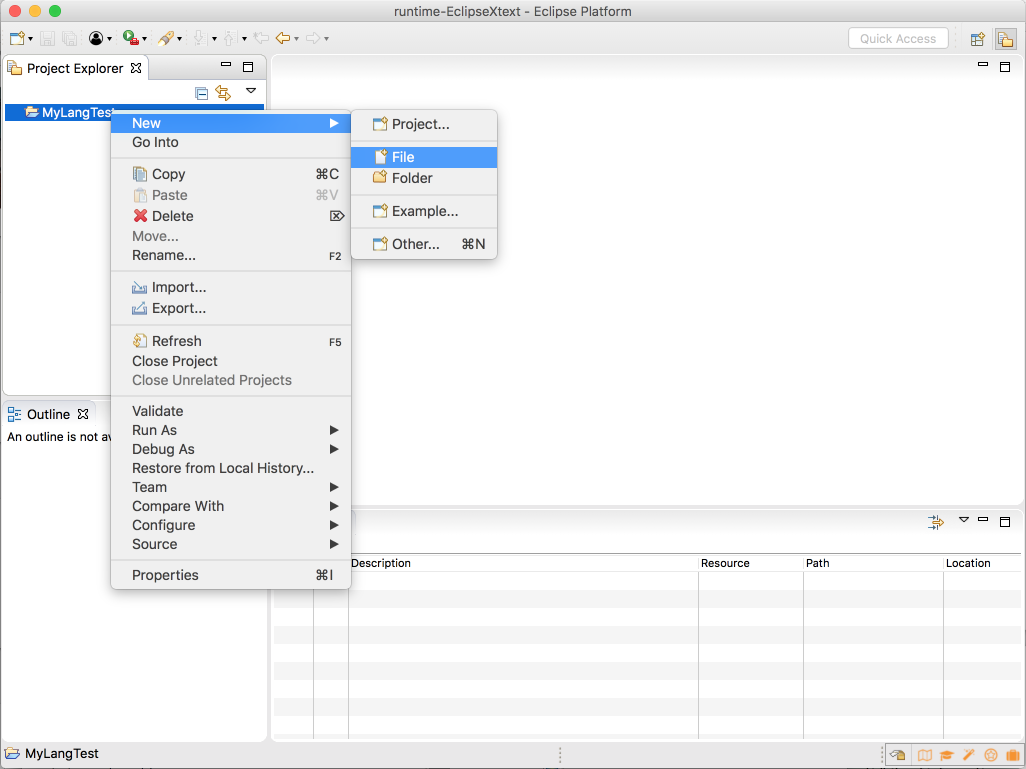 runtime-EclipseXtext - Eclipse Platform
Quick Access
Project Explorer
MyLangTest
New
Go Into
Copy ⌘C
Paste ⌘V
Delete ⌦
Move...
Rename... F2
Import...
Export...
Refresh F5
Close Project
Close Unrelated Projects
Validate
Run As
Debug As
Restore from Local History...
Team
Compare With
Configure
Source
Properties ⌘I
Project...
File
Folder
Example...
Other... ⌘N
Outline
An outline is not
Description Resource Path Location
MyLangTest